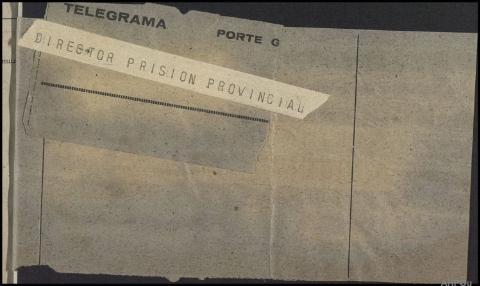 TELEGRAMA
PORTE G
DIRECTOR PRISION PROVINCIAL